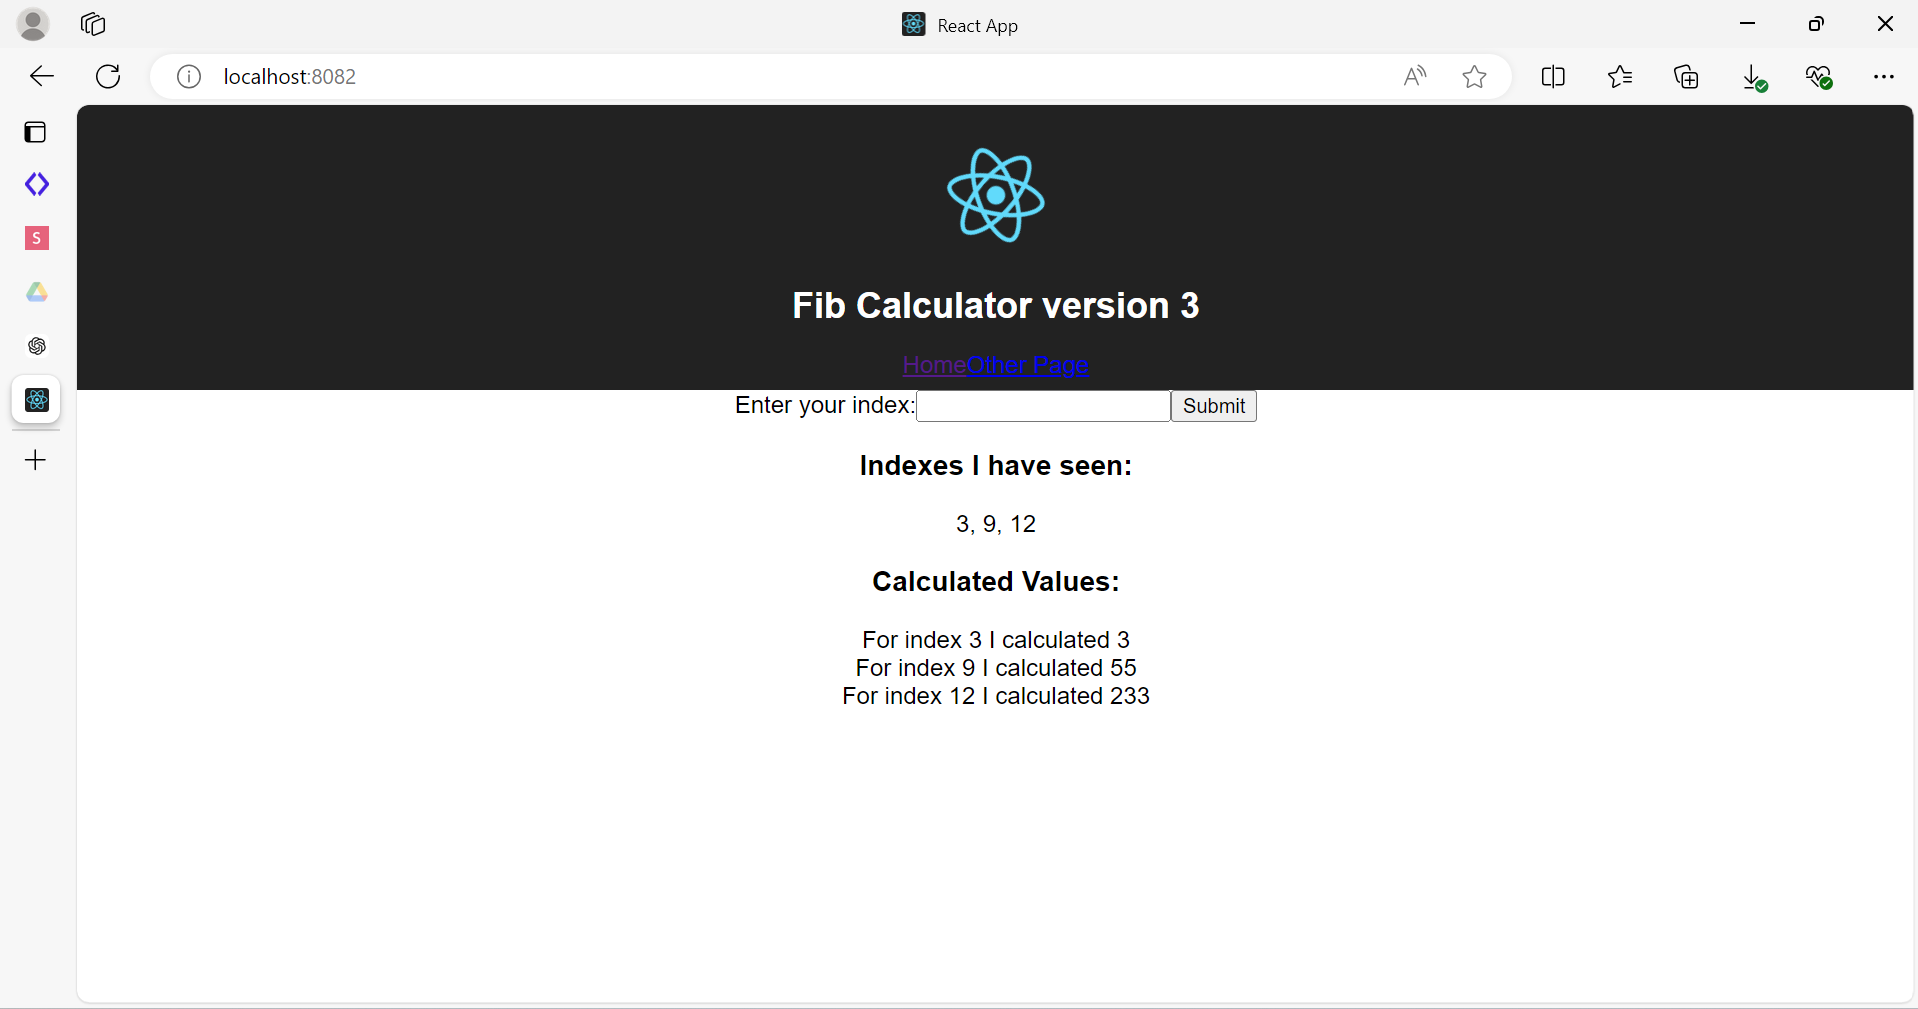 React App
localhost:8082
S
Fib Calculator version 3
HomeOther Page
Enter your index: Submit
Indexes I have seen:
3, 9, 12
Calculated Values:
For index 3 I calculated 3
For index 9 I calculated 55
For index 12 I calculated 233